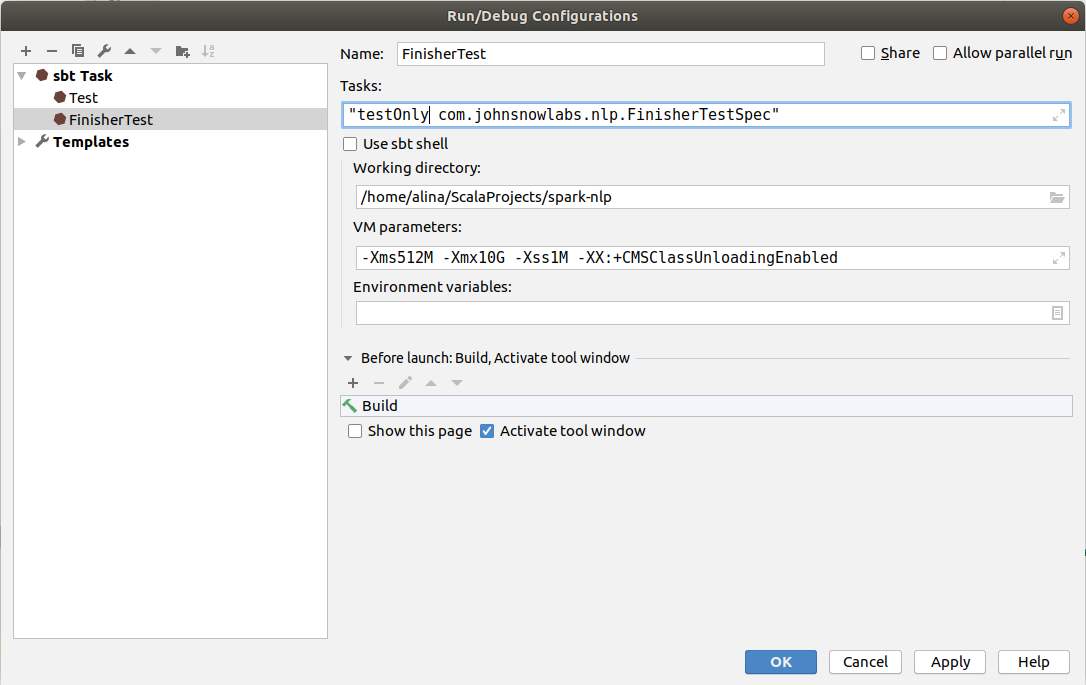 Run/Debug Configurations
Name: FinisherTest Share Allow parallel run
sbt Task
Test
FinisherTest
Templates
Tasks:
"testOnly com.johnsnowlabs.nlp.FinisherTestSpec"
Use sbt shell
Working directory:
/home/alina/ScalaProjects/spark-nlp
VM parameters:
-Xms512M -Xmx10G -Xss1M -XX:+CMSClassUnloadingEnabled
Environment variables:
Before launch: Build, Activate tool window
Build
Show this page Activate tool window
OK Cancel Apply Help